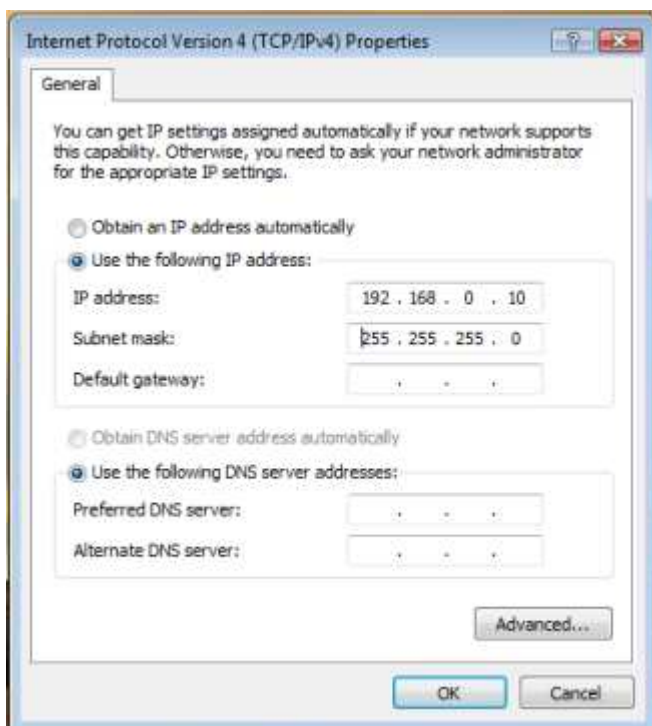 Internet Protocol Version 4 (TCP/IPv4) Properties
General
You can get IP settings assigned automatically if your network supports
this capability. Otherwise, you need to ask your network administrator
for the appropriate IP settings.
Obtain an IP address automatically
Use the following IP address:
IP address: 192 . 168 . 0 . 10
Subnet mask: 255 . 255 . 255 . 0
Default gateway: . . .
Obtain DNS server address automatically
Use the following DNS server addresses:
Preferred DNS server: . . .
Alternate DNS server: . . .
Advanced...
OK Cancel